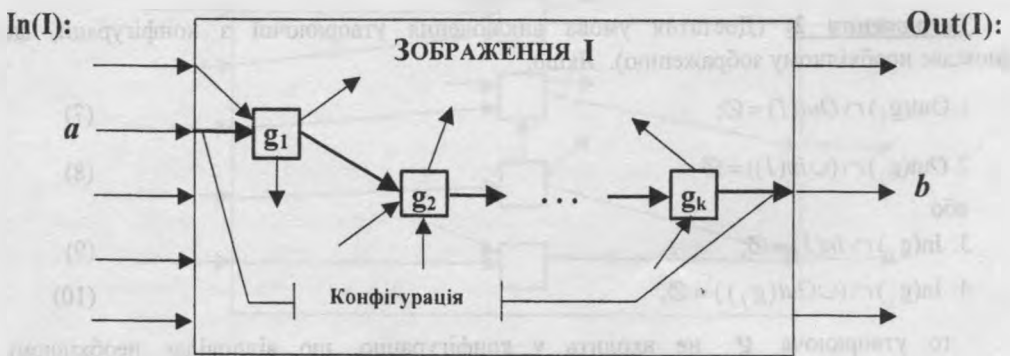 In(I): Out(I):
ЗОБРАЖЕННЯ I
a
g1
g2 ... gk
b
Конфігурація